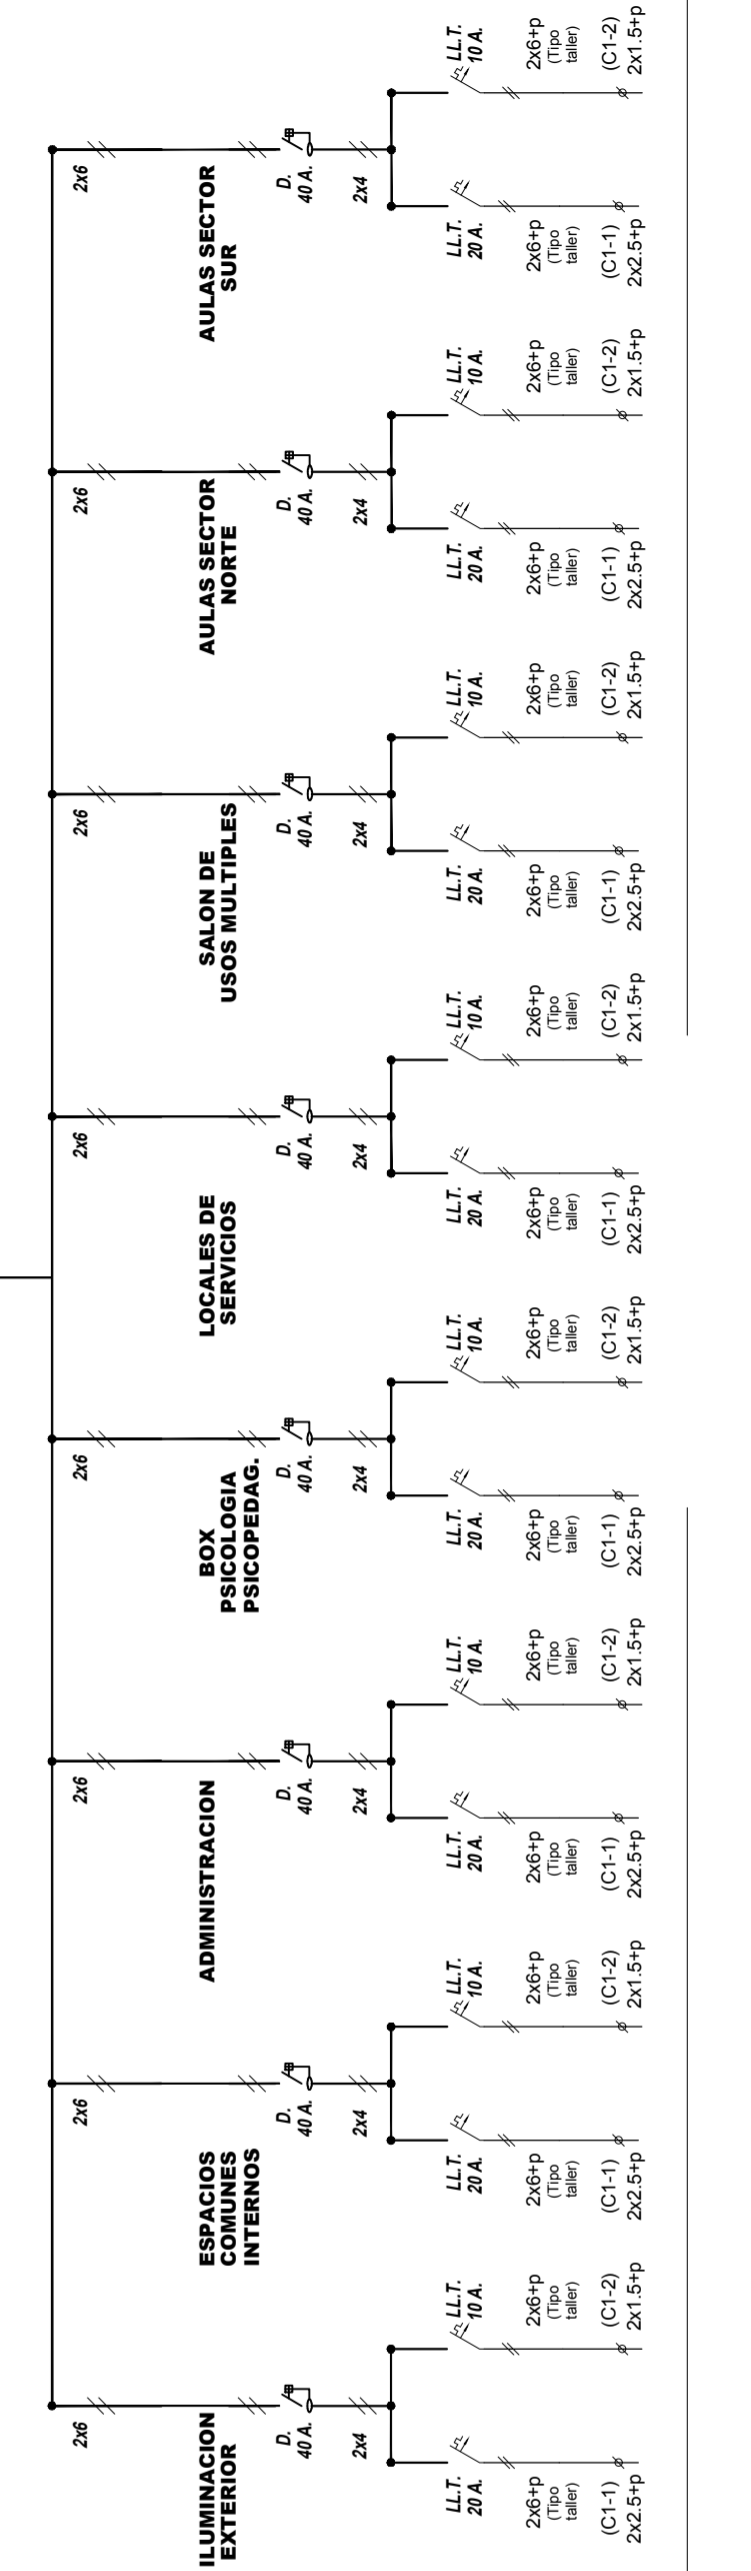 2x6
ILUMINACION
EXTERIOR
D.
40 A.
2x4
LL.T.
20 A.
2x6+p
(Tipo
taller)
(C1-1)
2x2.5+p
LL.T.
10 A.
2x6+p
(Tipo
taller)
(C1-2)
2x1.5+p
2x6
ESPACIOS
COMUNES
INTERNOS
D.
40 A.
2x4
LL.T.
20 A.
2x6+p
(Tipo
taller)
(C1-1)
2x2.5+p
LL.T.
10 A.
2x6+p
(Tipo
taller)
(C1-2)
2x1.5+p
2x6
ADMINISTRACION
D.
40 A.
2x4
LL.T.
20 A.
2x6+p
(Tipo
taller)
(C1-1)
2x2.5+p
LL.T.
10 A.
2x6+p
(Tipo
taller)
(C1-2)
2x1.5+p
2x6
BOX
PSICOLOGIA
PSICOPEDAG.
D.
40 A.
2x4
LL.T.
20 A.
2x6+p
(Tipo
taller)
(C1-1)
2x2.5+p
LL.T.
10 A.
2x6+p
(Tipo
taller)
(C1-2)
2x1.5+p
2x6
LOCALES DE
SERVICIOS
D.
40 A.
2x4
LL.T.
20 A.
2x6+p
(Tipo
taller)
(C1-1)
2x2.5+p
LL.T.
10 A.
2x6+p
(Tipo
taller)
(C1-2)
2x1.5+p
2x6
SALON DE
USOS MULTIPLES
D.
40 A.
2x4
LL.T.
20 A.
2x6+p
(Tipo
taller)
(C1-1)
2x2.5+p
LL.T.
10 A.
2x6+p
(Tipo
taller)
(C1-2)
2x1.5+p
2x6
AULAS SECTOR
NORTE
D.
40 A.
2x4
LL.T.
20 A.
2x6+p
(Tipo
taller)
(C1-1)
2x2.5+p
LL.T.
10 A.
2x6+p
(Tipo
taller)
(C1-2)
2x1.5+p
2x6
AULAS SECTOR
SUR
D.
40 A.
2x4
LL.T.
20 A.
2x6+p
(Tipo
taller)
(C1-1)
2x2.5+p
LL.T.
10 A.
2x6+p
(Tipo
taller)
(C1-2)
2x1.5+p